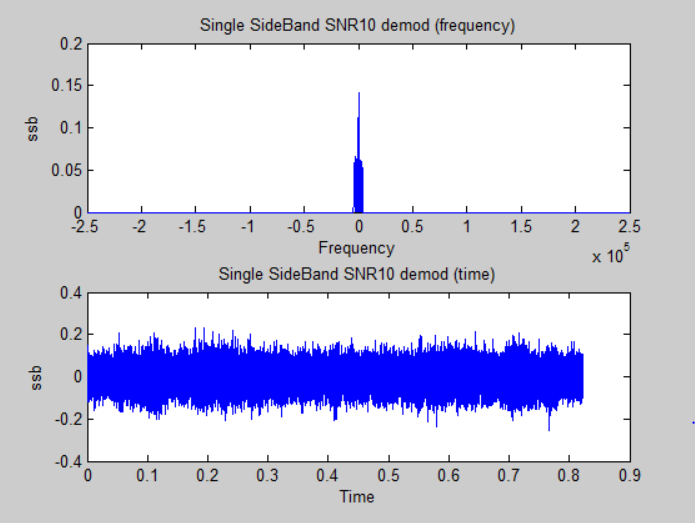 Single SideBand SNR10 demod (frequency)
0.2
0.15
0.1
0.05
0
ssb
-2.5 -2 -1.5 -1 -0.5 0 0.5 1 1.5 2 2.5
Frequency
x 10^5
Single SideBand SNR10 demod (time)
0.4
0.2
0
-0.2
-0.4
ssb
0 0.1 0.2 0.3 0.4 0.5 0.6 0.7 0.8 0.9
Time